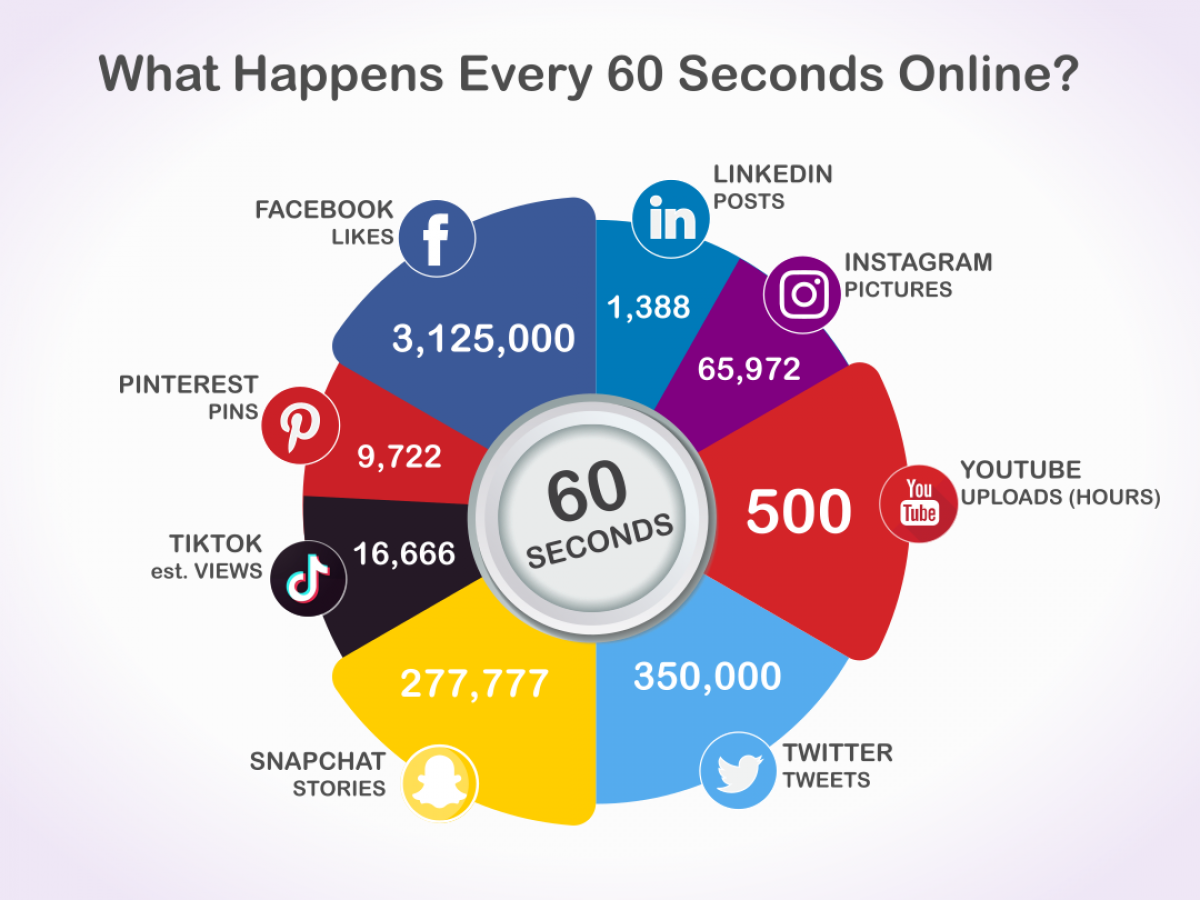 What Happens Every 60 Seconds Online?
LINKEDIN
POSTS
in
1,388
INSTAGRAM
PICTURES
65,972
YOUTUBE
UPLOADS (HOURS)
You
Tube
500
TWITTER
TWEETS
350,000
SNAPCHAT
STORIES
277,777
TIKTOK
est. VIEWS
16,666
PINTEREST
PINS
9,722
FACEBOOK
LIKES
f
3,125,000
60
SECONDS